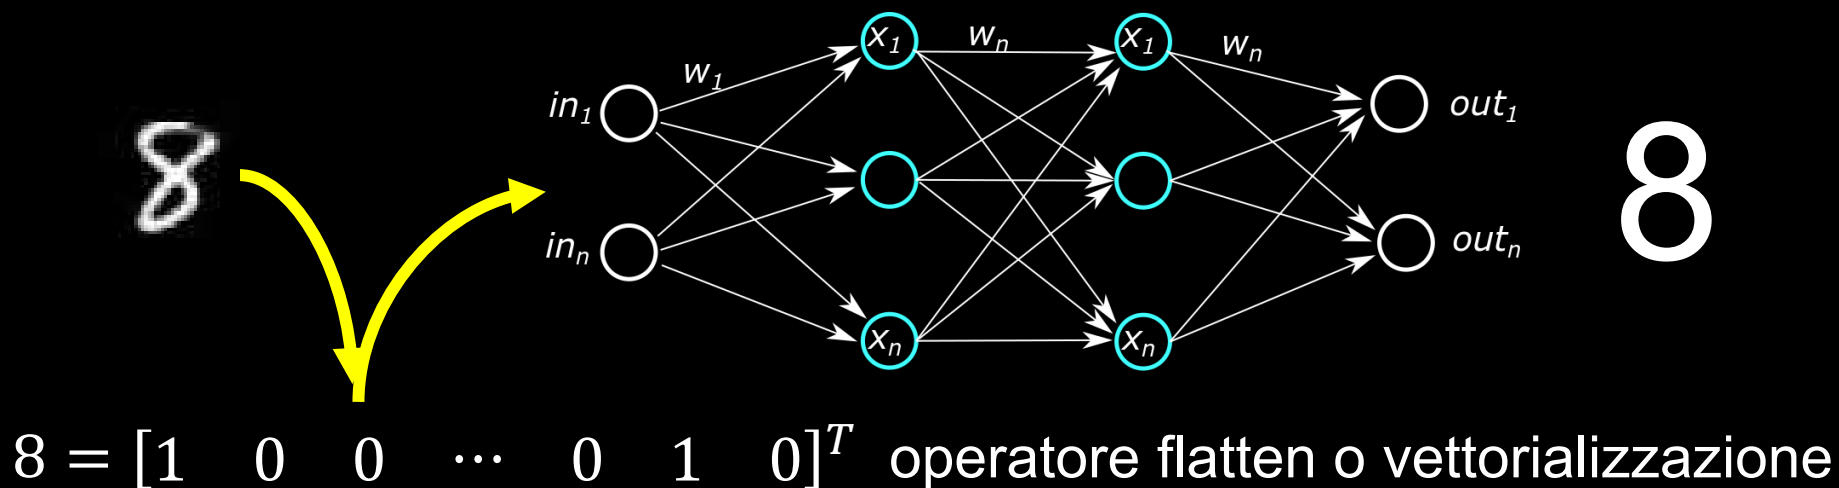 x₁ wₙ x₁ wₙ
w₁
in₁ out₁
8 8
inₙ outₙ
xₙ xₙ
8 = [1 0 0 ⋯ 0 1 0]ᵀ operatore flatten o vettorializzazione